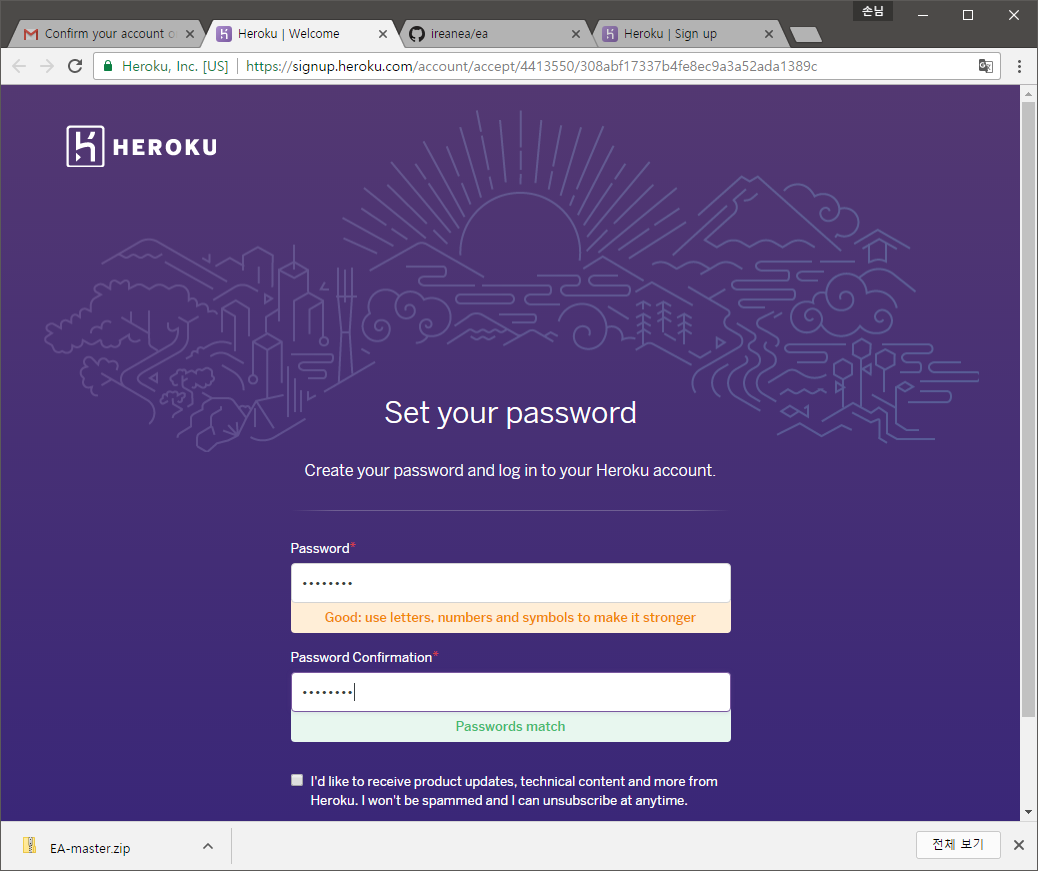 손님
Confirm your account o
Heroku | Welcome
ireanea/ea
Heroku | Sign up
Heroku, Inc. [US]
https://signup.heroku.com/account/accept/4413550/308abf17337b4fe8ec9a3a52ada1389c
HEROKU
Set your password
Create your password and log in to your Heroku account.
Password*
Good: use letters, numbers and symbols to make it stronger
Password Confirmation*
Passwords match
I'd like to receive product updates, technical content and more from
Heroku. I won't be spammed and I can unsubscribe at anytime.
EA-master.zip
전체 보기